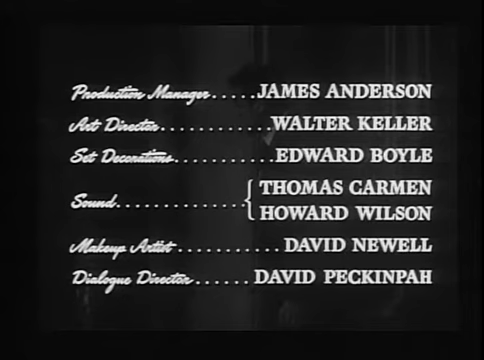 Production Manager.....JAMES ANDERSON
Art Director............WALTER KELLER
Set Decorations...........EDWARD BOYLE
Sound.............{THOMAS CARMEN
HOWARD WILSON
Makeup Artist...........DAVID NEWELL
Dialogue Director......DAVID PECKINPAH